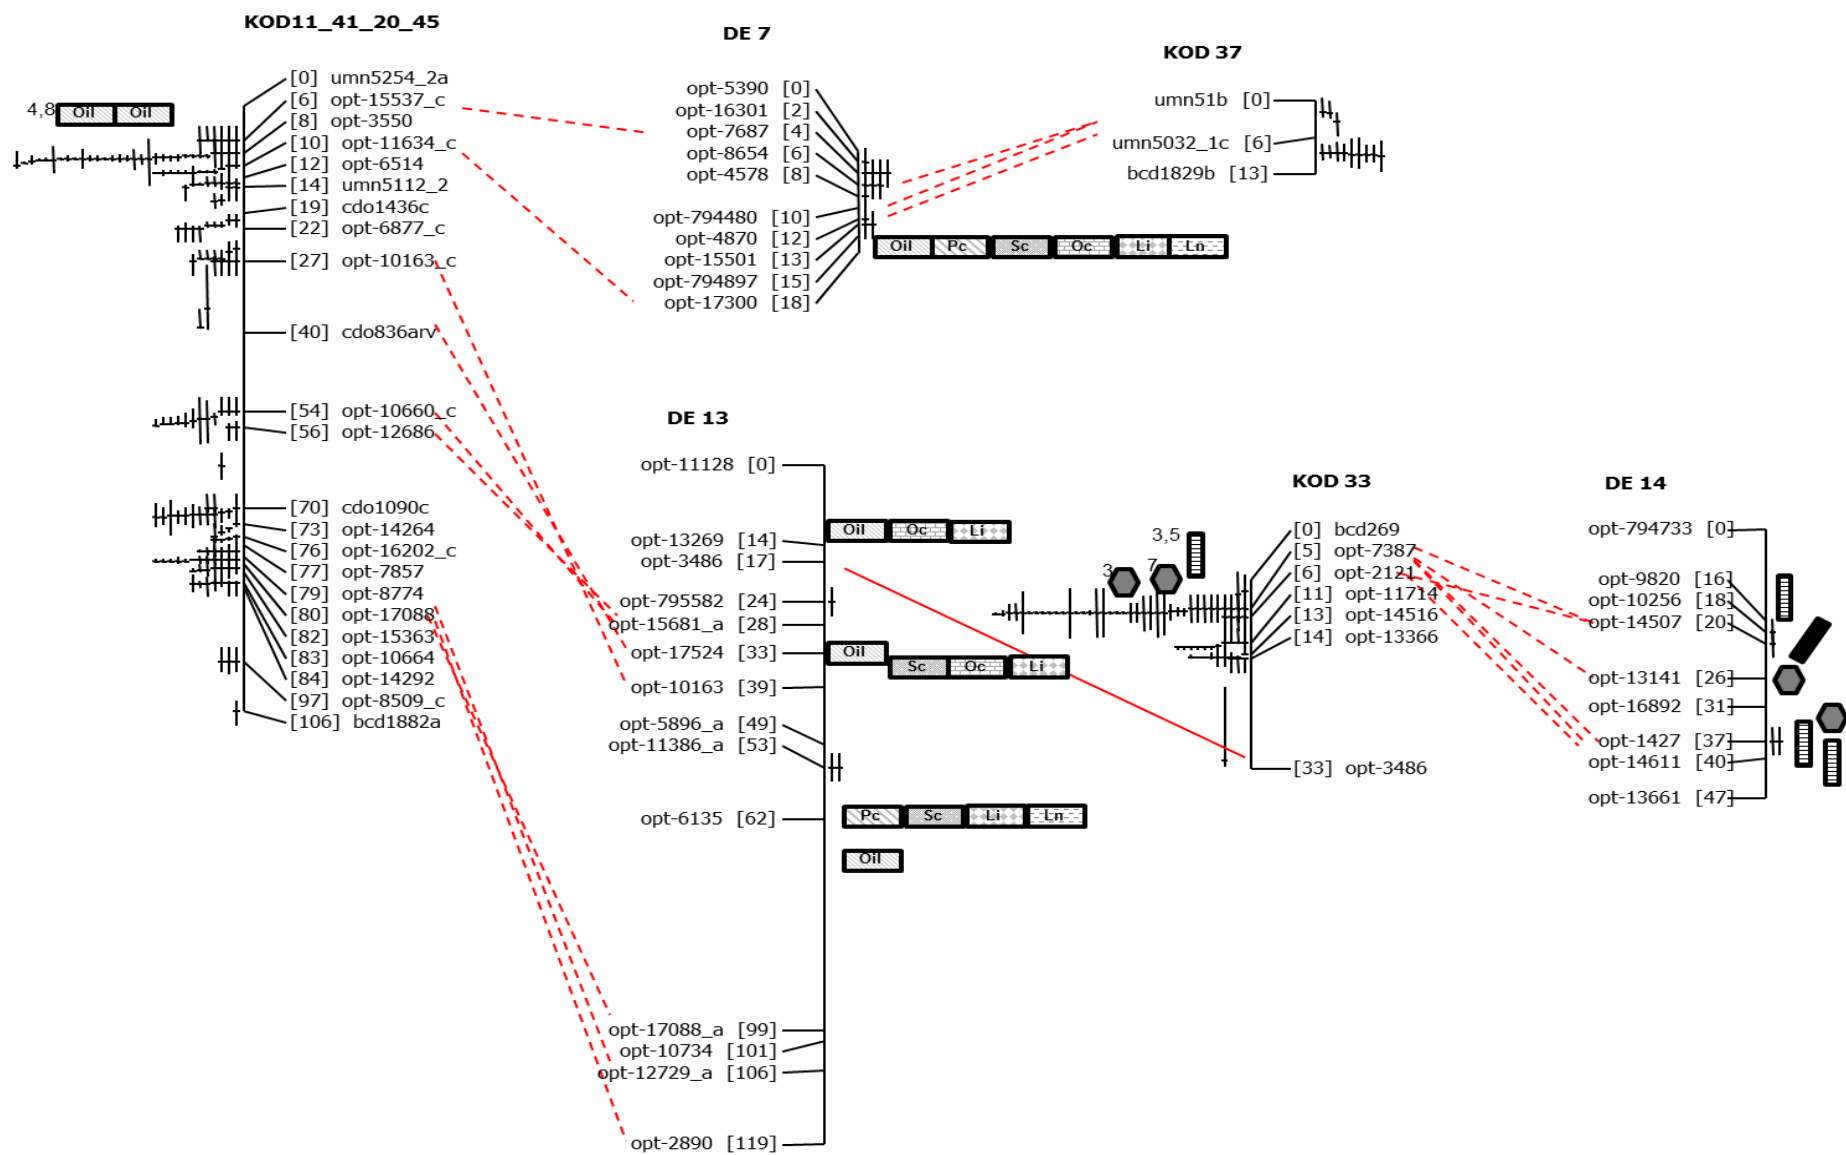 KOD11_41_20_45
[0] umn5254_2a
[6] opt-15537_c
[8] opt-3550
[10] opt-11634_c
[12] opt-6514
[14] umn5112_2
[19] cdo1436c
[22] opt-6877_c
[27] opt-10163_c
[40] cdo836arv
[54] opt-10660_c
[56] opt-12686
[70] cdo1090c
[73] opt-14264
[76] opt-16202_c
[77] opt-7857
[79] opt-8774
[80] opt-17088
[82] opt-15363
[83] opt-10664
[84] opt-14292
[97] opt-8509_c
[106] bcd1882a
4,8 Oil Oil
DE 7
opt-5390 [0]
opt-16301 [2]
opt-7687 [4]
opt-8654 [6]
opt-4578 [8]
opt-794480 [10]
opt-4870 [12]
opt-15501 [13]
opt-794897 [15]
opt-17300 [18]
Oil Pc Sc Oc Li Ln
KOD 37
umn51b [0]
umn5032_1c [6]
bcd1829b [13]
DE 13
opt-11128 [0]
opt-13269 [14]
opt-3486 [17]
opt-795582 [24]
opt-15681_a [28]
opt-17524 [33]
opt-10163 [39]
opt-5896_a [49]
opt-11386_a [53]
opt-6135 [62]
opt-17088_a [99]
opt-10734 [101]
opt-12729_a [106]
opt-2890 [119]
Oil Oc Li
Oil
Sc Oc Li
Pc Sc Li Ln
Oil
KOD 33
[0] bcd269
[5] opt-7387
[6] opt-2121
[11] opt-11714
[13] opt-14516
[14] opt-13366
[33] opt-3486
3,5
3
7
DE 14
opt-794733 [0]
opt-9820 [16]
opt-10256 [18]
opt-14507 [20]
opt-13141 [26]
opt-16892 [31]
opt-1427 [37]
opt-14611 [40]
opt-13661 [47]